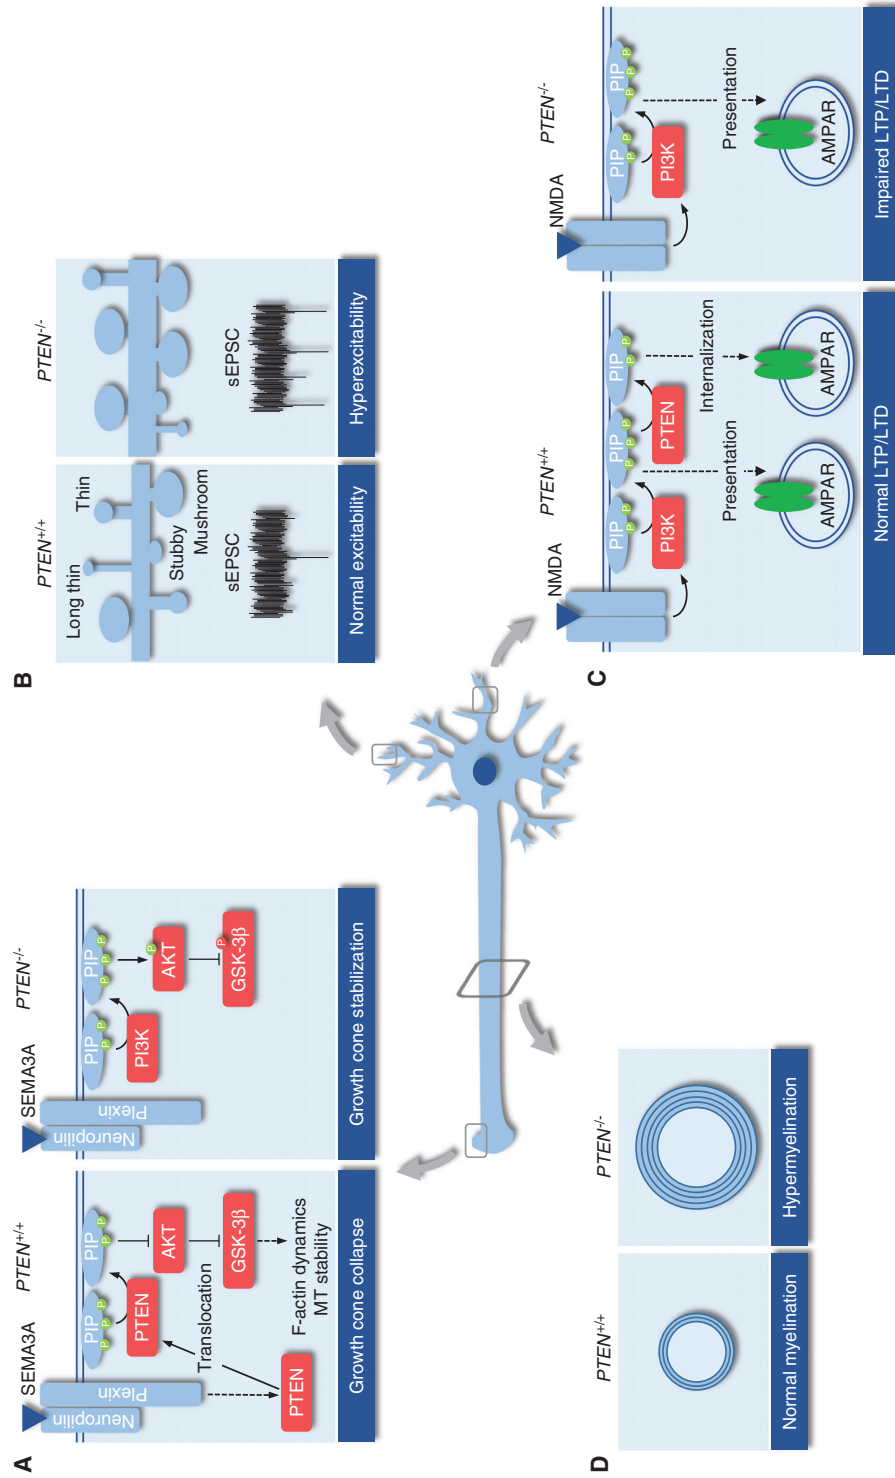 A
SEMA3A
PTEN+/+
Neuropilin
Plexin
PIP
P
P
P
PIP
P
P
PTEN
AKT
Translocation
GSK-3β
PTEN
F-actin dynamics
MT stability
Growth cone collapse
SEMA3A
PTEN-/-
Neuropilin
Plexin
PIP
P
P
PIP
P
P
P
PI3K
P
AKT
P
GSK-3β
Growth cone stabilization
B
PTEN+/+
Long thin
Thin
Stubby
Mushroom
sEPSC
Normal excitability
PTEN-/-
sEPSC
Hyperexcitability
C
NMDA
PTEN+/+
PIP
P
P
PIP
P
P
P
PIP
P
P
PI3K
PTEN
Presentation
Internalization
AMPAR
AMPAR
Normal LTP/LTD
NMDA
PTEN-/-
PIP
P
P
PIP
P
P
P
PI3K
Presentation
AMPAR
Impaired LTP/LTD
D
PTEN+/+
Normal myelination
PTEN-/-
Hypermyelination